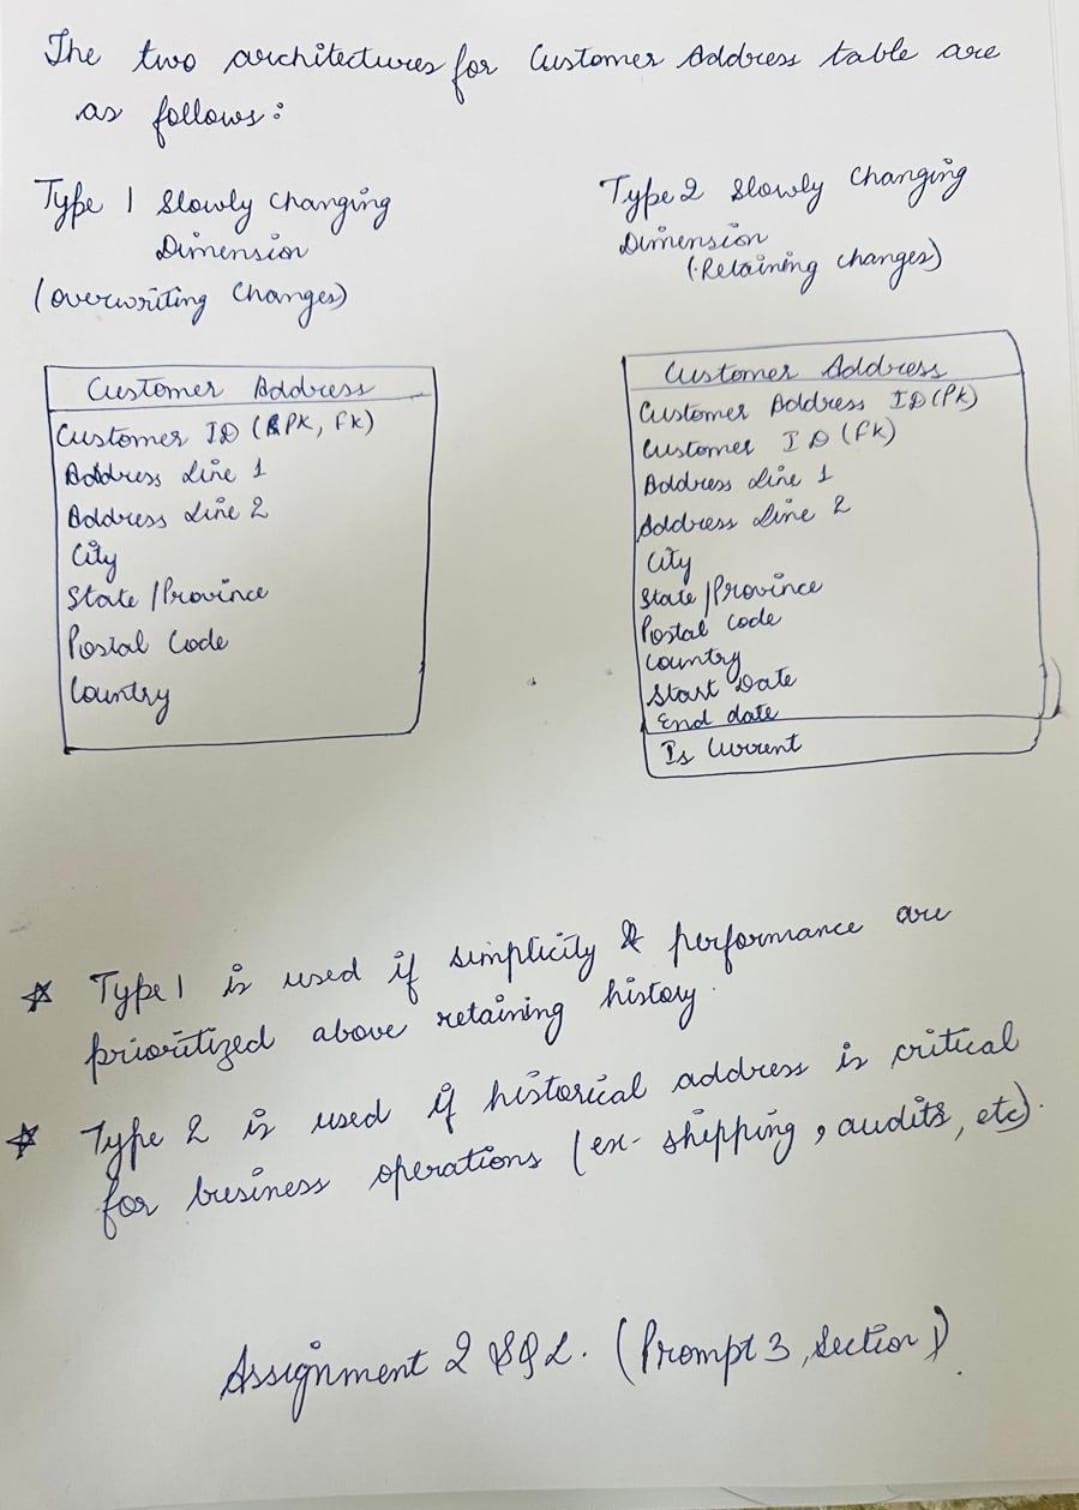 The two architectures for Customer Address table are
as follows:
Type 1 Slowly Changing
Dimension
(overwriting Changes)
Type 2 Slowly Changing
Dimension
(Retaining changes)
Customer Address
Customer ID (PK, FK)
Address Line 1
Address Line 2
City
State/Province
Postal Code
Country
Customer Address
Customer Address ID (PK)
Customer ID (FK)
Address Line 1
Address Line 2
City
State/Province
Postal code
Country
Start Date
End date
Is Current
* Type 1 is used if simplicity & performance are
prioritized above retaining history.
* Type 2 is used if historical address is critical
for business operations (ex- shipping, audits, etc).
Assignment 2 SQL. (Prompt 3, Section 1).